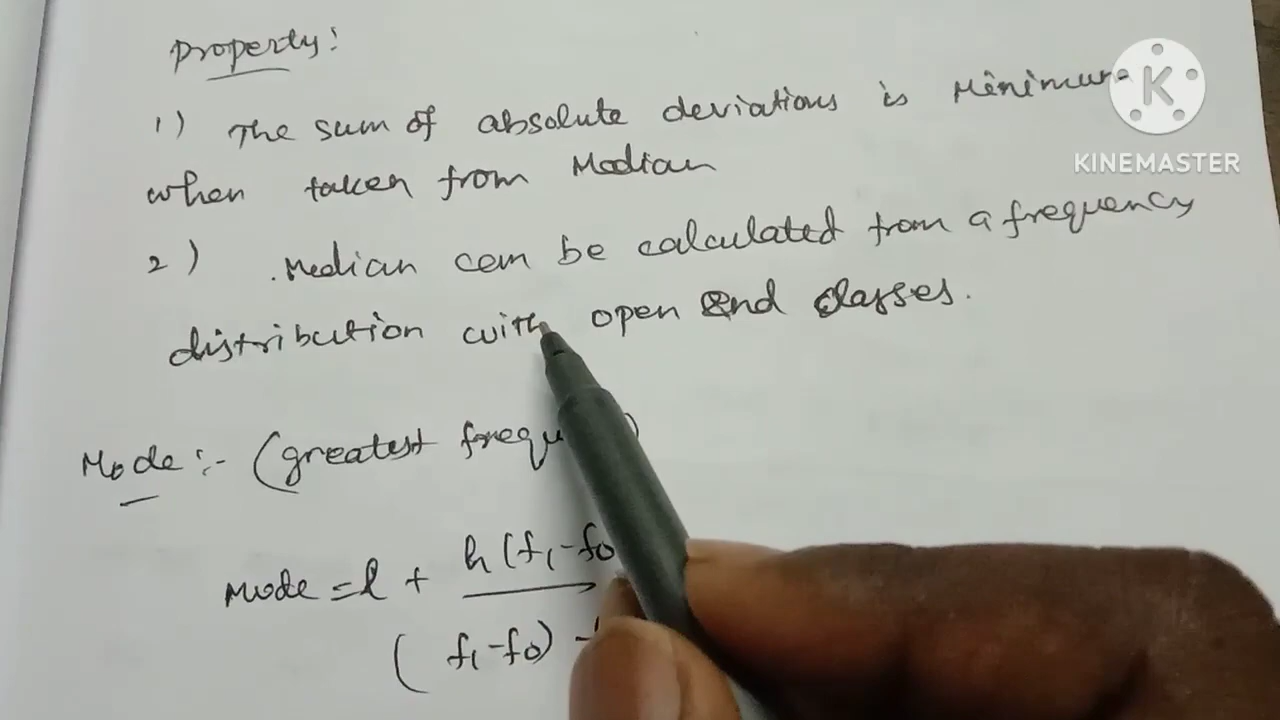 Property:
1) The sum of absolute deviations is Minimum
KINEMASTER
when taken from Median
2) Median can be calculated from a frequency
distribution with open end classes.
Mode :- (greatest frequ )
Mode = l + h(f1-f0
(f1-f0) +